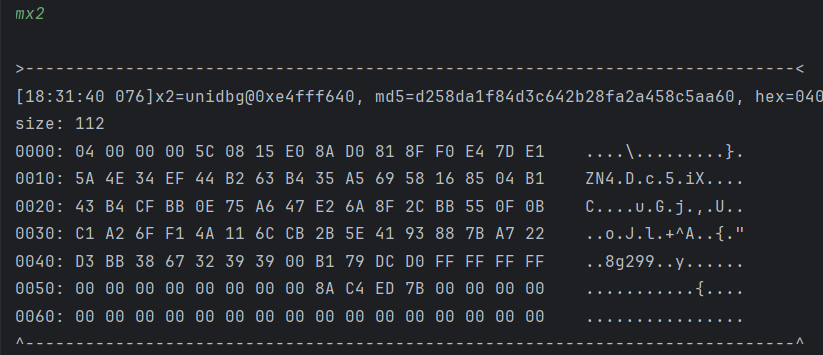 mx2
>-----------------------------------------------------------------------------<
[18:31:40 076]x2=unidbg@0xe4fff640, md5=d258da1f84d3c642b28fa2a458c5aa60, hex=040
size: 112
0000: 04 00 00 00 5C 08 15 E0 8A D0 81 8F F0 E4 7D E1    ....\.........}.
0010: 5A 4E 34 EF 44 B2 63 B4 35 A5 69 58 16 85 04 B1    ZN4.D.c.5.iX....
0020: 43 B4 CF BB 0E 75 A6 47 E2 6A 8F 2C BB 55 0F 0B    C....u.G.j.,.U..
0030: C1 A2 6F F1 4A 11 6C CB 2B 5E 41 93 88 7B A7 22    ..o.J.l.+^A..{."
0040: D3 BB 38 67 32 39 39 00 B1 79 DC D0 FF FF FF FF    ..8g299..y......
0050: 00 00 00 00 00 00 00 00 8A C4 ED 7B 00 00 00 00    ...........{....
0060: 00 00 00 00 00 00 00 00 00 00 00 00 00 00 00 00    ................
^-----------------------------------------------------------------------------^